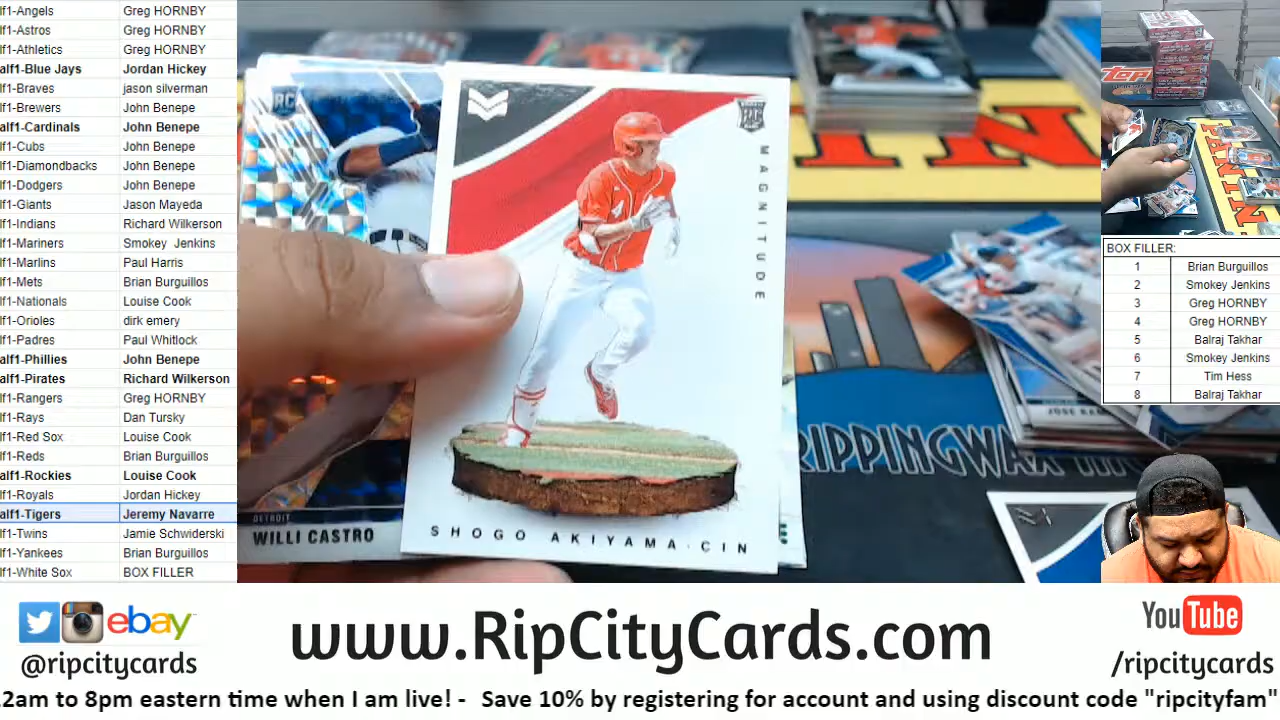 lf1-Angels Greg HORNBY
lf1-Astros Greg HORNBY
lf1-Athletics Greg HORNBY
alf1-Blue Jays Jordan Hickey
lf1-Braves jason silverman
lf1-Brewers John Benepe
alf1-Cardinals John Benepe
lf1-Cubs John Benepe
lf1-Diamondbacks John Benepe
lf1-Dodgers John Benepe
lf1-Giants Jason Mayeda
lf1-Indians Richard Wilkerson
lf1-Mariners Smokey Jenkins
lf1-Marlins Paul Harris
lf1-Mets Brian Burguillos
lf1-Nationals Louise Cook
lf1-Orioles dirk emery
lf1-Padres Paul Whitlock
alf1-Phillies John Benepe
alf1-Pirates Richard Wilkerson
lf1-Rangers Greg HORNBY
lf1-Rays Dan Tursky
lf1-Red Sox Louise Cook
lf1-Reds Brian Burguillos
alf1-Rockies Louise Cook
lf1-Royals Jordan Hickey
alf1-Tigers Jeremy Navarre
lf1-Twins Jamie Schwiderski
lf1-Yankees Brian Burguillos
lf1-White Sox BOX FILLER
RC
RC
MAGNITUDE
SHOGO AKIYAMA·CIN
DETROIT
WILLI CASTRO
RIPPINGWAX
PANIN
BOX FILLER:
1 Brian Burguillos
2 Smokey Jenkins
3 Greg HORNBY
4 Greg HORNBY
5 Balraj Takhar
6 Smokey Jenkins
7 Tim Hess
8 Balraj Takhar
ebay
@ripcitycards
www.RipCityCards.com
YouTube
/ripcitycards
2am to 8pm eastern time when I am live! - Save 10% by registering for account and using discount code "ripcityfam"